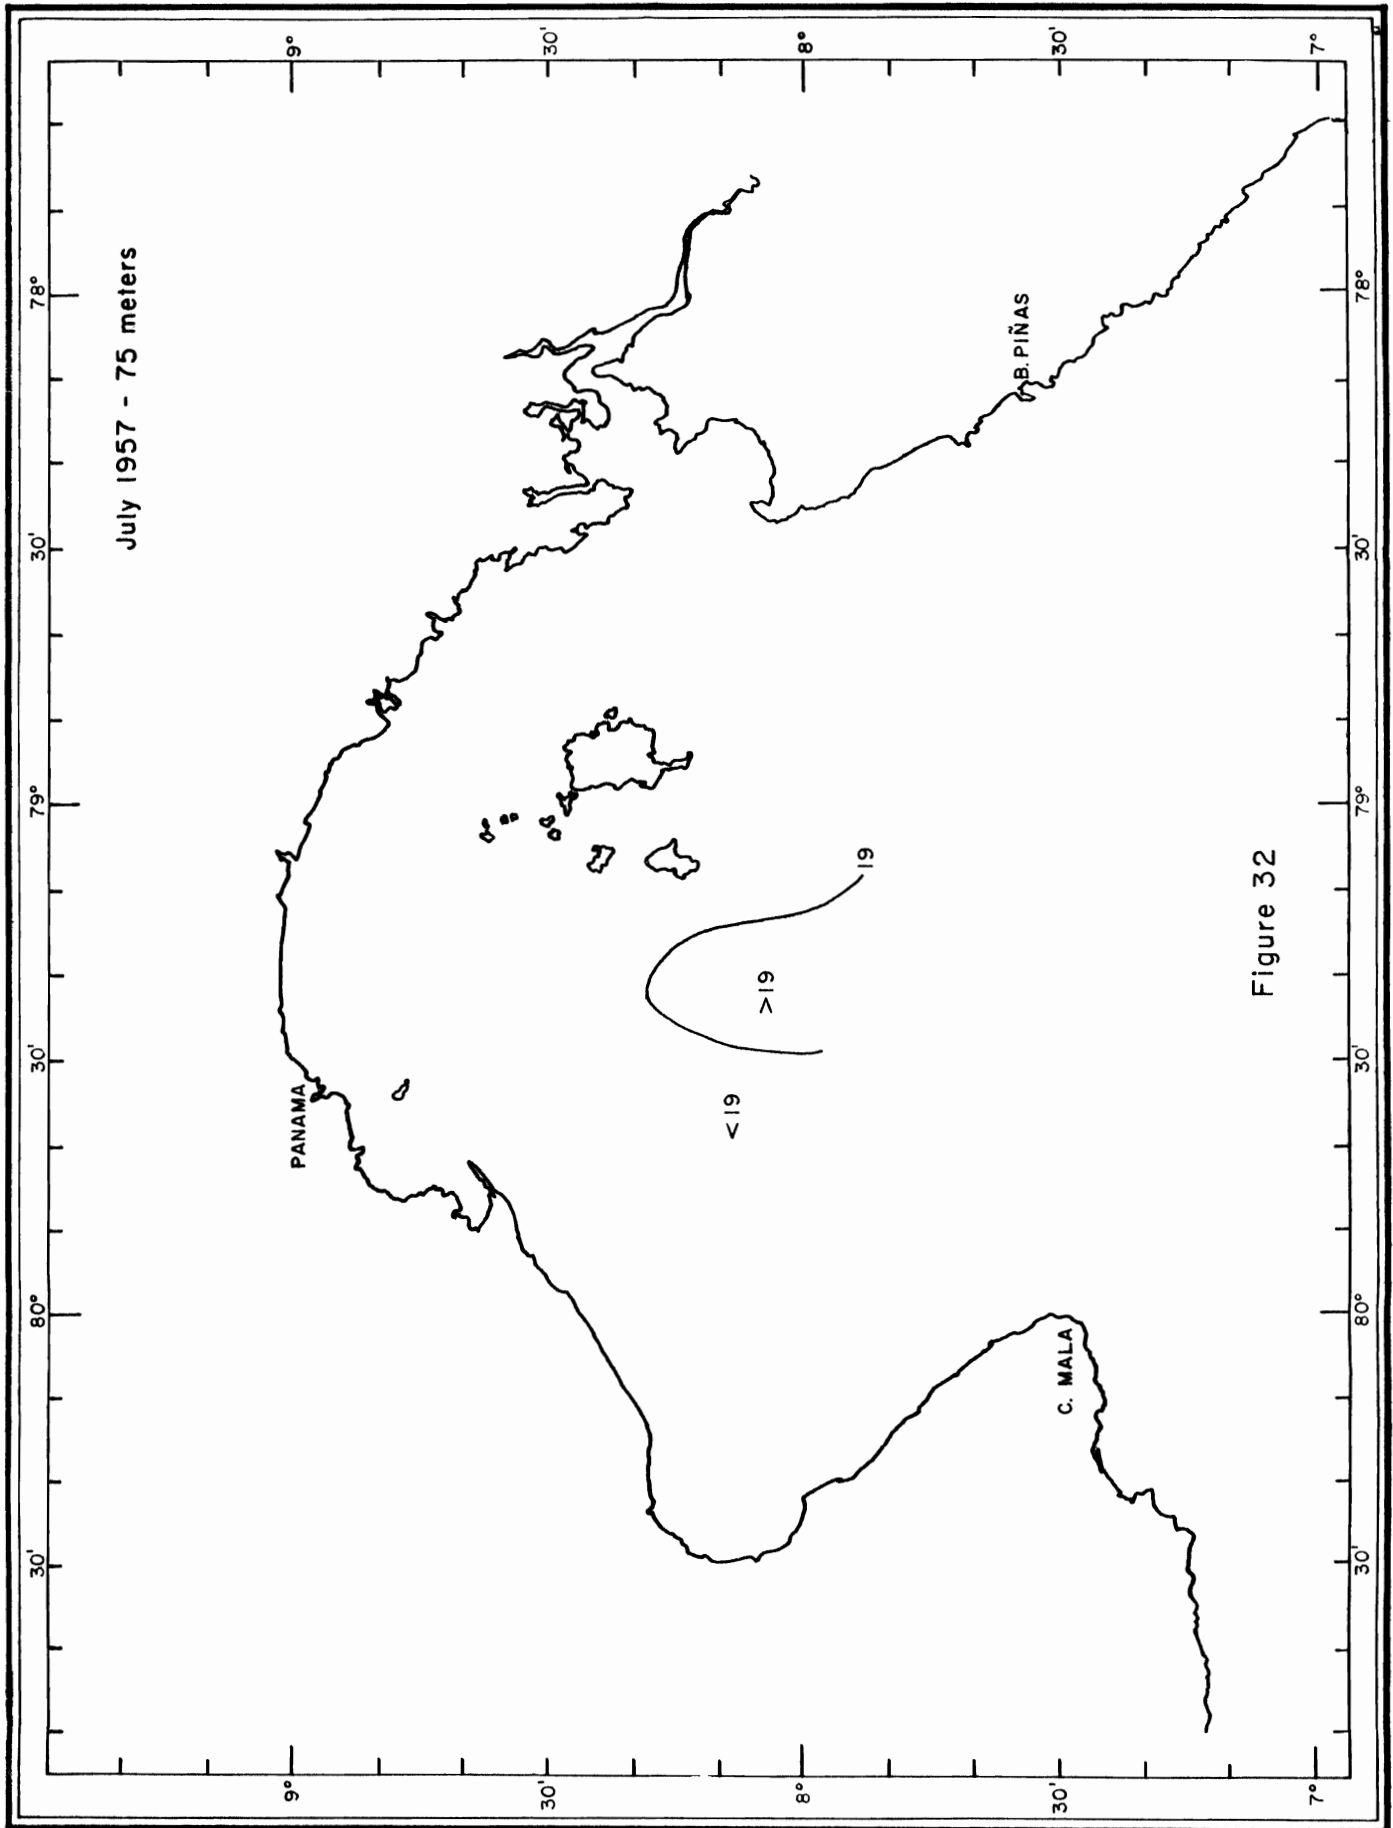 30' 80° 30' 79° 30' 78°
July 1957 - 75 meters
9° 9°
PANAMA
30' 30'
< 19
> 19
8° 8°
19
B. PIÑAS
30' 30'
C. MALA
Figure 32
7° 7°
30' 80° 30' 79° 30' 78°